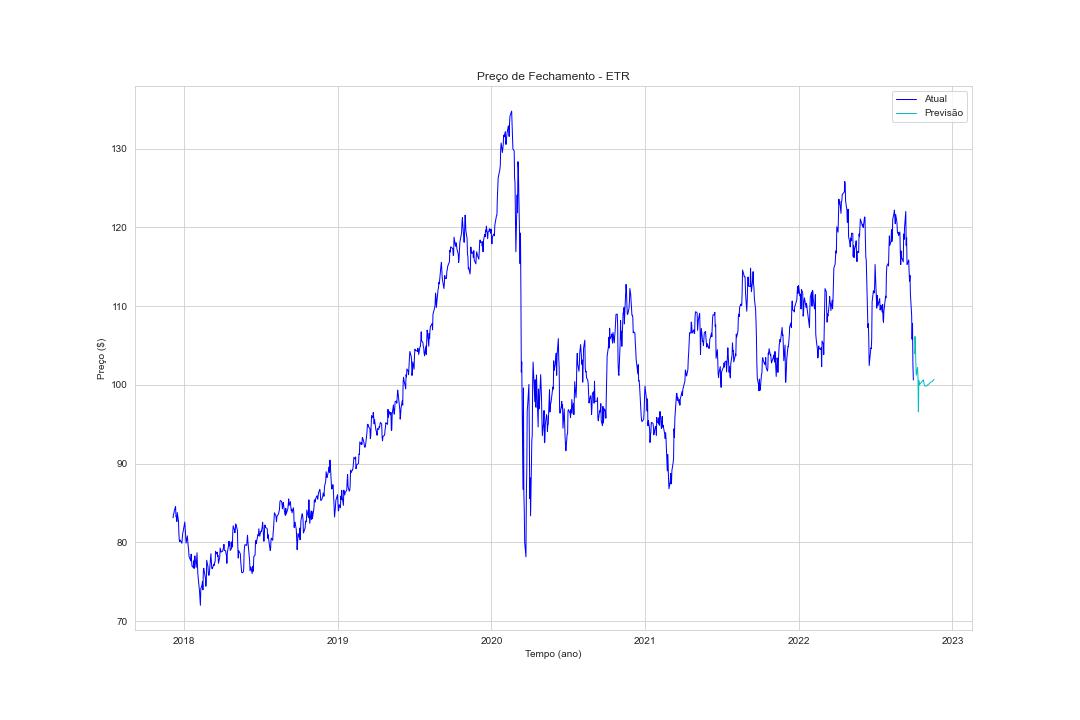 Preço de Fechamento - ETR
Atual
Previsão
130
120
110
100
90
80
70
Preço ($)
2018 2019 2020 2021 2022 2023
Tempo (ano)